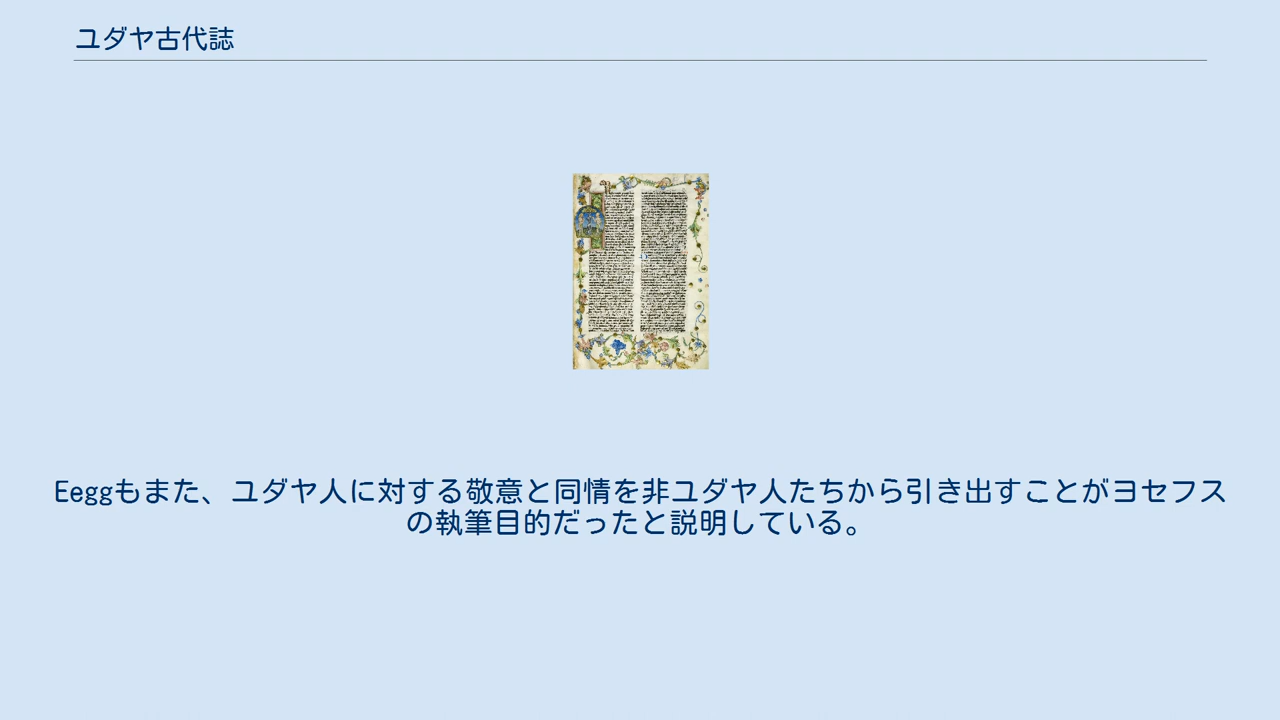 ユダヤ古代誌
Eeggもまた、ユダヤ人に対する敬意と同情を非ユダヤ人たちから引き出すことがヨセフス
の執筆目的だったと説明している。